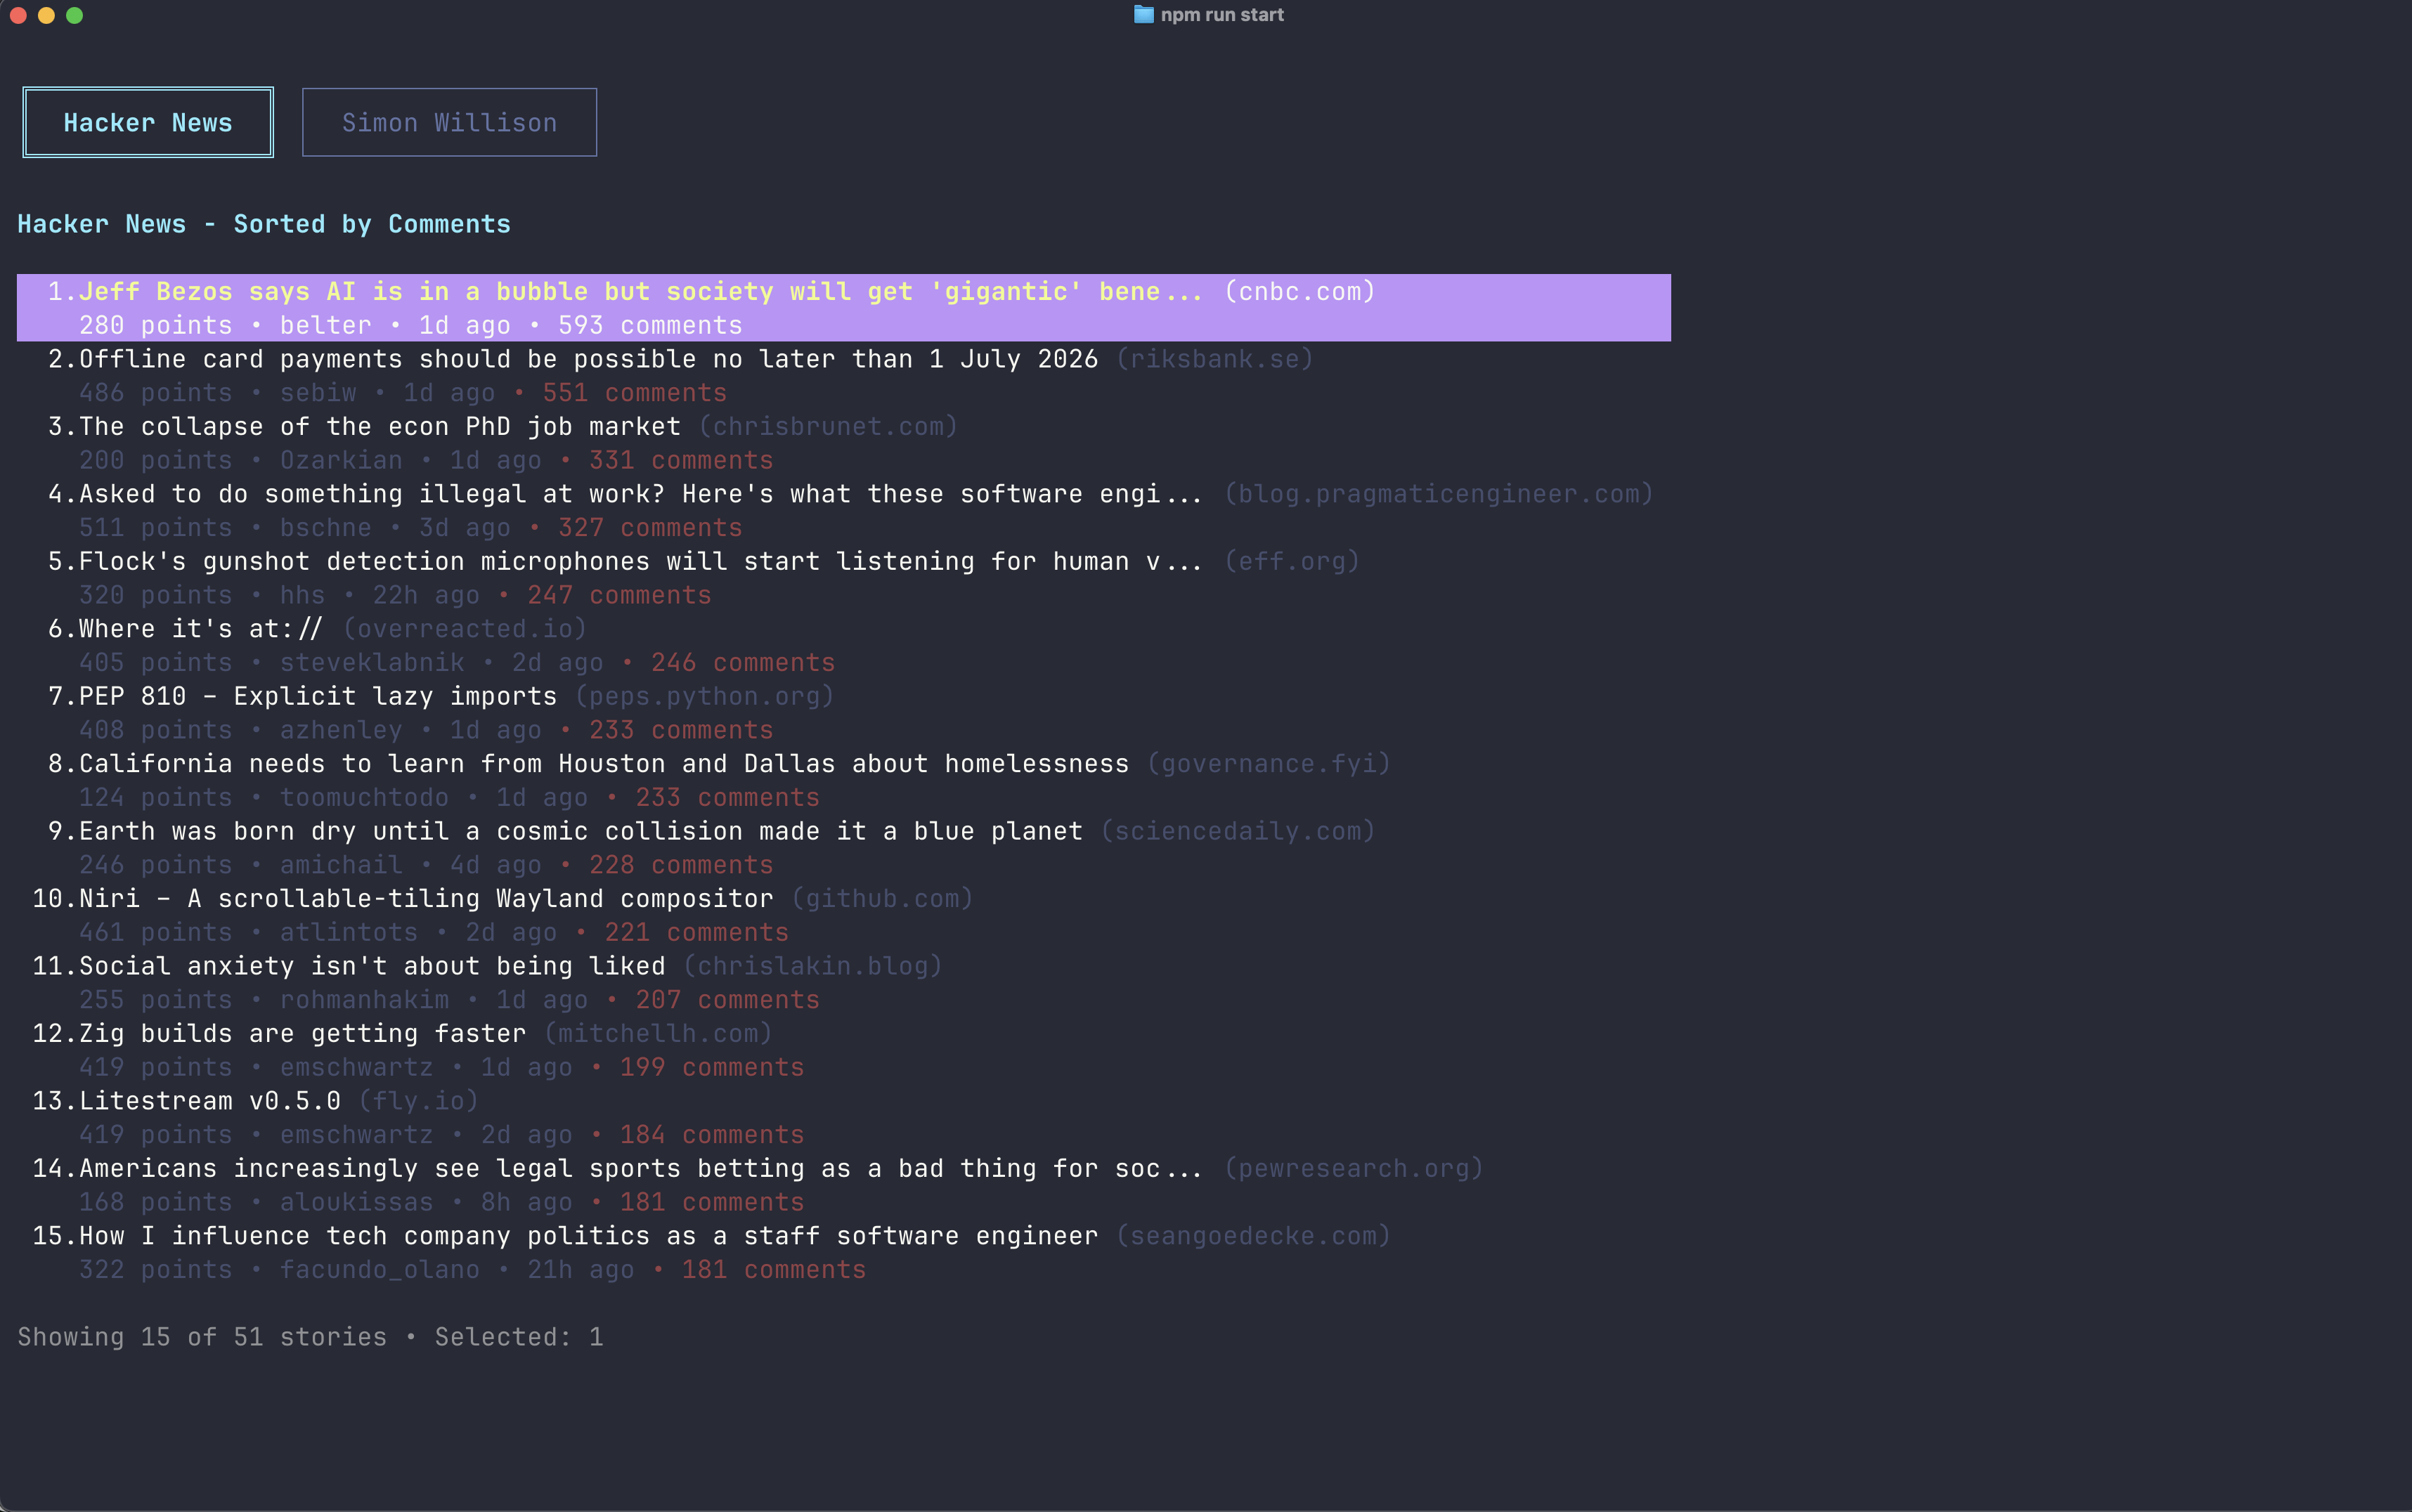 npm run start
Hacker News
Simon Willison
Hacker News - Sorted by Comments
1.Jeff Bezos says AI is in a bubble but society will get 'gigantic' bene... (cnbc.com)
280 points • belter • 1d ago • 593 comments
2.Offline card payments should be possible no later than 1 July 2026 (riksbank.se)
486 points • sebiw • 1d ago • 551 comments
3.The collapse of the econ PhD job market (chrisbrunet.com)
200 points • Ozarkian • 1d ago • 331 comments
4.Asked to do something illegal at work? Here's what these software engi... (blog.pragmaticengineer.com)
511 points • bschne • 3d ago • 327 comments
5.Flock's gunshot detection microphones will start listening for human v... (eff.org)
320 points • hhs • 22h ago • 247 comments
6.Where it's at:// (overreacted.io)
405 points • steveklabnik • 2d ago • 246 comments
7.PEP 810 – Explicit lazy imports (peps.python.org)
408 points • azhenley • 1d ago • 233 comments
8.California needs to learn from Houston and Dallas about homelessness (governance.fyi)
124 points • toomuchtodo • 1d ago • 233 comments
9.Earth was born dry until a cosmic collision made it a blue planet (sciencedaily.com)
246 points • amichail • 4d ago • 228 comments
10.Niri – A scrollable-tiling Wayland compositor (github.com)
461 points • atlintots • 2d ago • 221 comments
11.Social anxiety isn't about being liked (chrislakin.blog)
255 points • rohmanhakim • 1d ago • 207 comments
12.Zig builds are getting faster (mitchellh.com)
419 points • emschwartz • 1d ago • 199 comments
13.Litestream v0.5.0 (fly.io)
419 points • emschwartz • 2d ago • 184 comments
14.Americans increasingly see legal sports betting as a bad thing for soc... (pewresearch.org)
168 points • aloukissas • 8h ago • 181 comments
15.How I influence tech company politics as a staff software engineer (seangoedecke.com)
322 points • facundo_olano • 21h ago • 181 comments
Showing 15 of 51 stories • Selected: 1